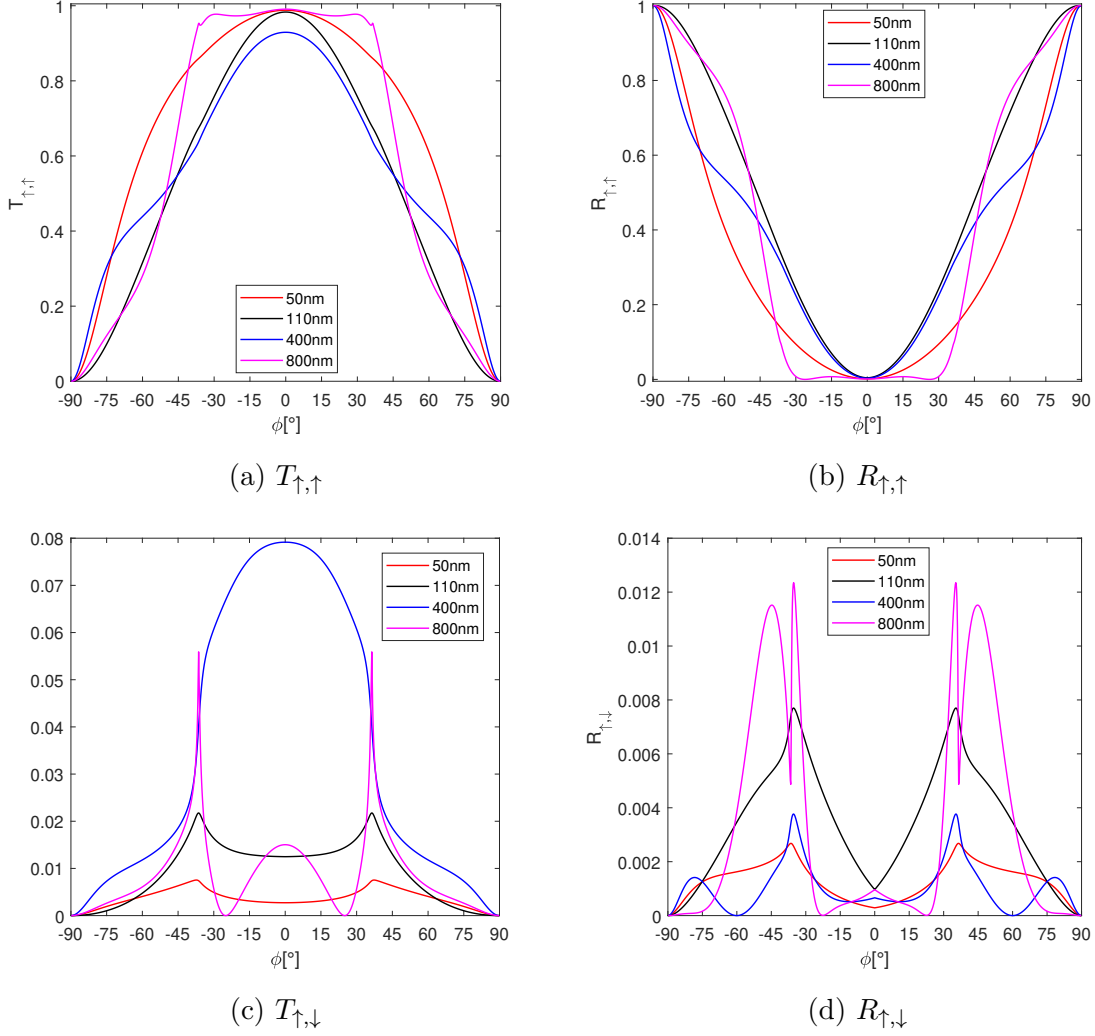 1
0.8
0.6
0.4
0.2
0
T↑,↑
-90 -75 -60 -45 -30 -15 0 15 30 45 60 75 90
ϕ[°]
50nm
110nm
400nm
800nm
(a) T↑,↑
1
0.8
0.6
0.4
0.2
0
R↑,↑
-90 -75 -60 -45 -30 -15 0 15 30 45 60 75 90
ϕ[°]
50nm
110nm
400nm
800nm
(b) R↑,↑
0.08
0.07
0.06
0.05
0.04
0.03
0.02
0.01
0
T↑,↓
-90 -75 -60 -45 -30 -15 0 15 30 45 60 75 90
ϕ[°]
50nm
110nm
400nm
800nm
(c) T↑,↓
0.014
0.012
0.01
0.008
0.006
0.004
0.002
0
R↑,↓
-90 -75 -60 -45 -30 -15 0 15 30 45 60 75 90
ϕ[°]
50nm
110nm
400nm
800nm
(d) R↑,↓